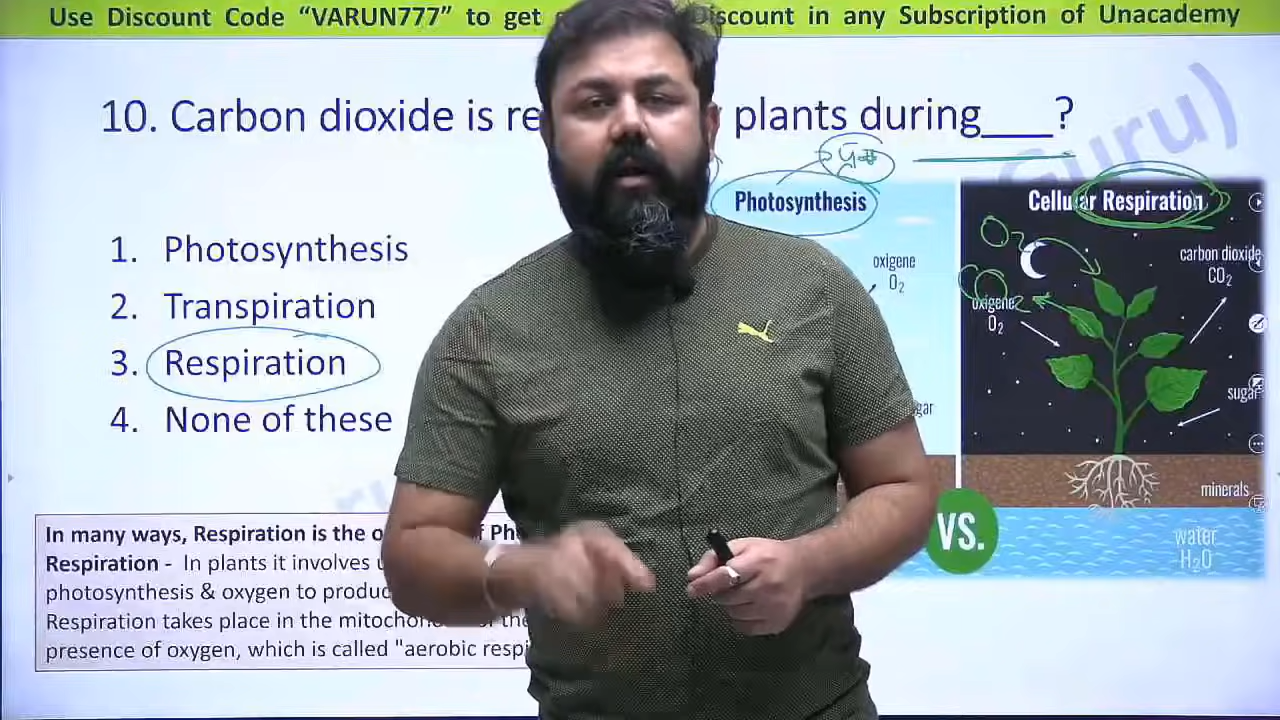 Use Discount Code “VARUN777” to get Discount in any Subscription of Unacademy
10. Carbon dioxide is re plants during___?
Guru)
1. Photosynthesis
2. Transpiration
3. Respiration
4. None of these
Photosynthesis
oxigene
O₂
gar
VS.
Cellular Respiration
O₂
carbon dioxide
CO₂
oxigene
O₂
sugar
minerals
water
H₂O
In many ways, Respiration is the o f Ph
Respiration - In plants it involves u
photosynthesis & oxygen to produc
Respiration takes place in the mitochon the
presence of oxygen, which is called "aerobic respi